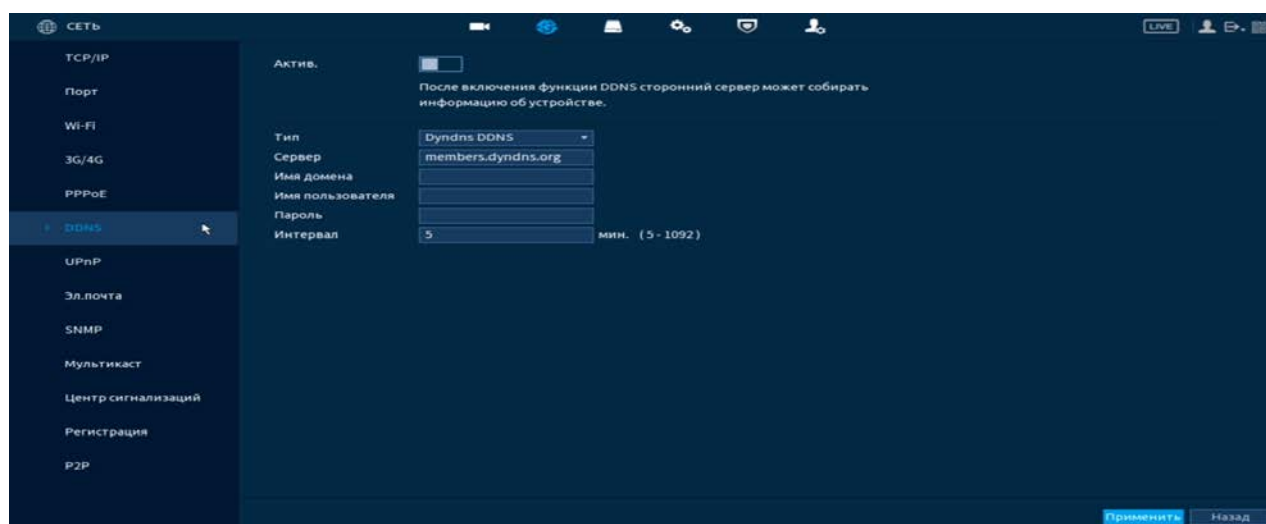 СЕТЬ
LIVE
TCP/IP
Порт
Wi-Fi
3G/4G
PPPoE
DDNS
UPnP
Эл.почта
SNMP
Мультикаст
Центр сигнализаций
Регистрация
P2P
Актив.
После включения функции DDNS сторонний сервер может собирать
информацию об устройстве.
Тип Dyndns DDNS
Сервер members.dyndns.org
Имя домена
Имя пользователя
Пароль
Интервал 5 мин. (5-1092)
Применить Назад